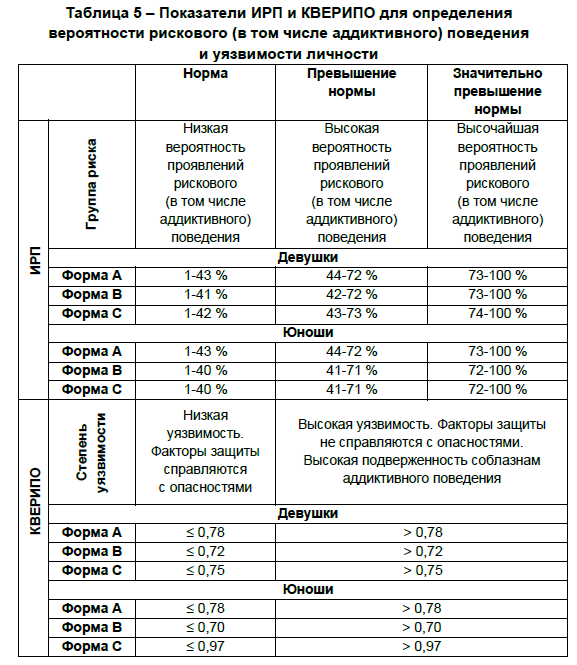 Таблица 5 – Показатели ИРП и КВЕРИПО для определения
вероятности рискового (в том числе аддиктивного) поведения
и уязвимости личности
Норма
Превышение
нормы
Значительно
превышение
нормы
ИРП
Группа риска
Низкая
вероятность
проявлений
рискового
(в том числе
аддиктивного)
поведения
Высокая
вероятность
проявлений
рискового
(в том числе
аддиктивного)
поведения
Высочайшая
вероятность
проявлений
рискового
(в том числе
аддиктивного)
поведения
Девушки
Форма А 1-43 % 44-72 % 73-100 %
Форма В 1-41 % 42-72 % 73-100 %
Форма С 1-42 % 43-73 % 74-100 %
Юноши
Форма А 1-43 % 44-72 % 73-100 %
Форма В 1-40 % 41-71 % 72-100 %
Форма С 1-40 % 41-71 % 72-100 %
КВЕРИПО
Степень
уязвимости
Низкая
уязвимость.
Факторы защиты
справляются
с опасностями
Высокая уязвимость. Факторы защиты
не справляются с опасностями.
Высокая подверженность соблазнам
аддиктивного поведения
Девушки
Форма А ≤ 0,78 > 0,78
Форма В ≤ 0,72 > 0,72
Форма С ≤ 0,75 > 0,75
Юноши
Форма А ≤ 0,78 > 0,78
Форма В ≤ 0,70 > 0,70
Форма С ≤ 0,97 > 0,97